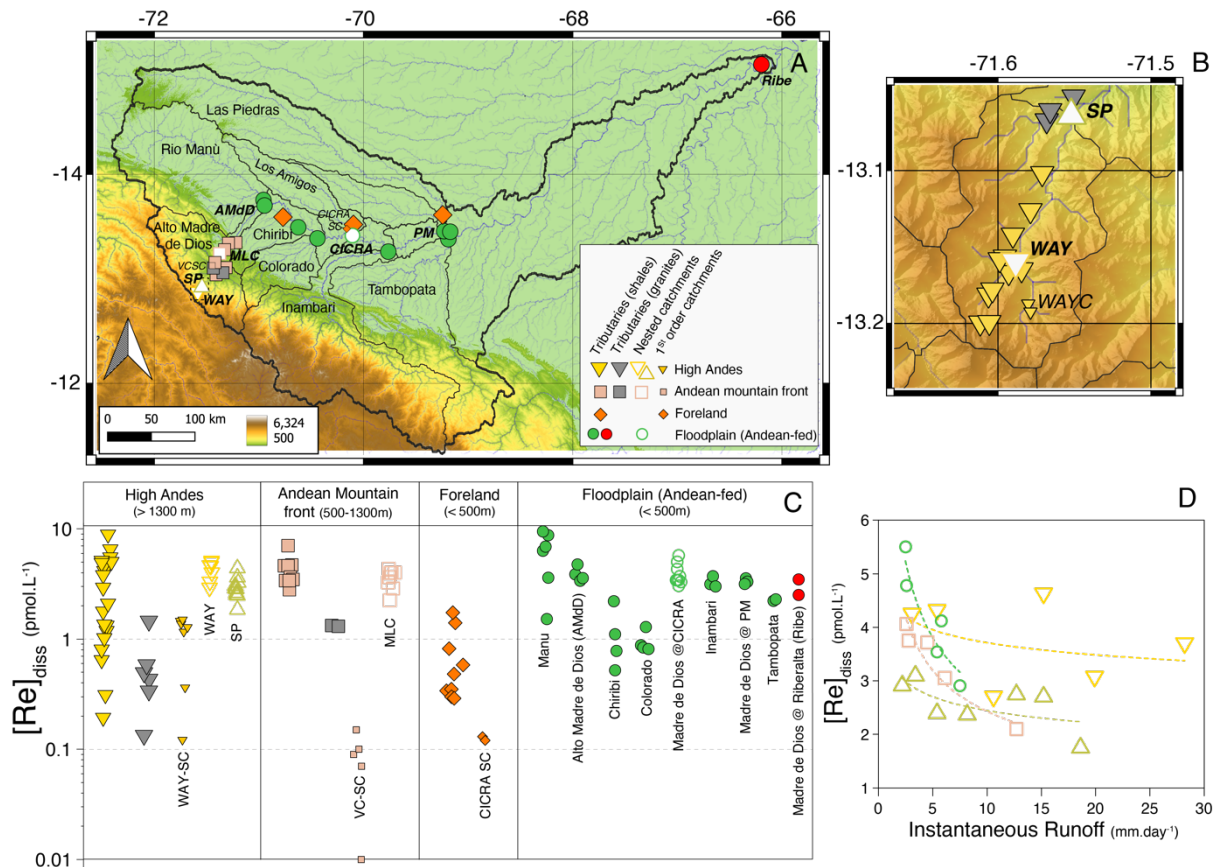 -72
-70
-68
-66
A
Ribe
Las Piedras
Rio Manù
Los Amigos
-14
AMdD
CICRA
SC
PM
Alto Madre
de Dios
Chiribi
CICRA
MLC
Colorado
VCSC
Tambopata
SP
WAY
Inambari
-12
0 50 100 km
6,324
500
Tributaries (shales)
Tributaries (granites)
Nested catchments
1st order catchments
High Andes
Andean mountain front
Foreland
Floodplain (Andean-fed)
-71.6
-71.5
B
SP
-13.1
WAY
WAYC
-13.2
High Andes
(> 1300 m)
Andean Mountain
front (500-1300m)
Foreland
(< 500m)
Floodplain (Andean-fed)
(< 500m)
C
[Re]diss (pmol.L-1)
10
1
0.1
0.01
WAY-SC
WAY
SP
VC-SC
MLC
CICRA SC
Manu
Alto Madre de Dios (AMdD)
Chiribi
Colorado
Madre de Dios @CICRA
Inambari
Madre de Dios @ PM
Tambopata
Madre de Dios @ Riberalta (Ribe)
D
[Re]diss (pmol.L-1)
6
5
4
3
2
1
0 5 10 15 20 25 30
Instantaneous Runoff (mm.day-1)